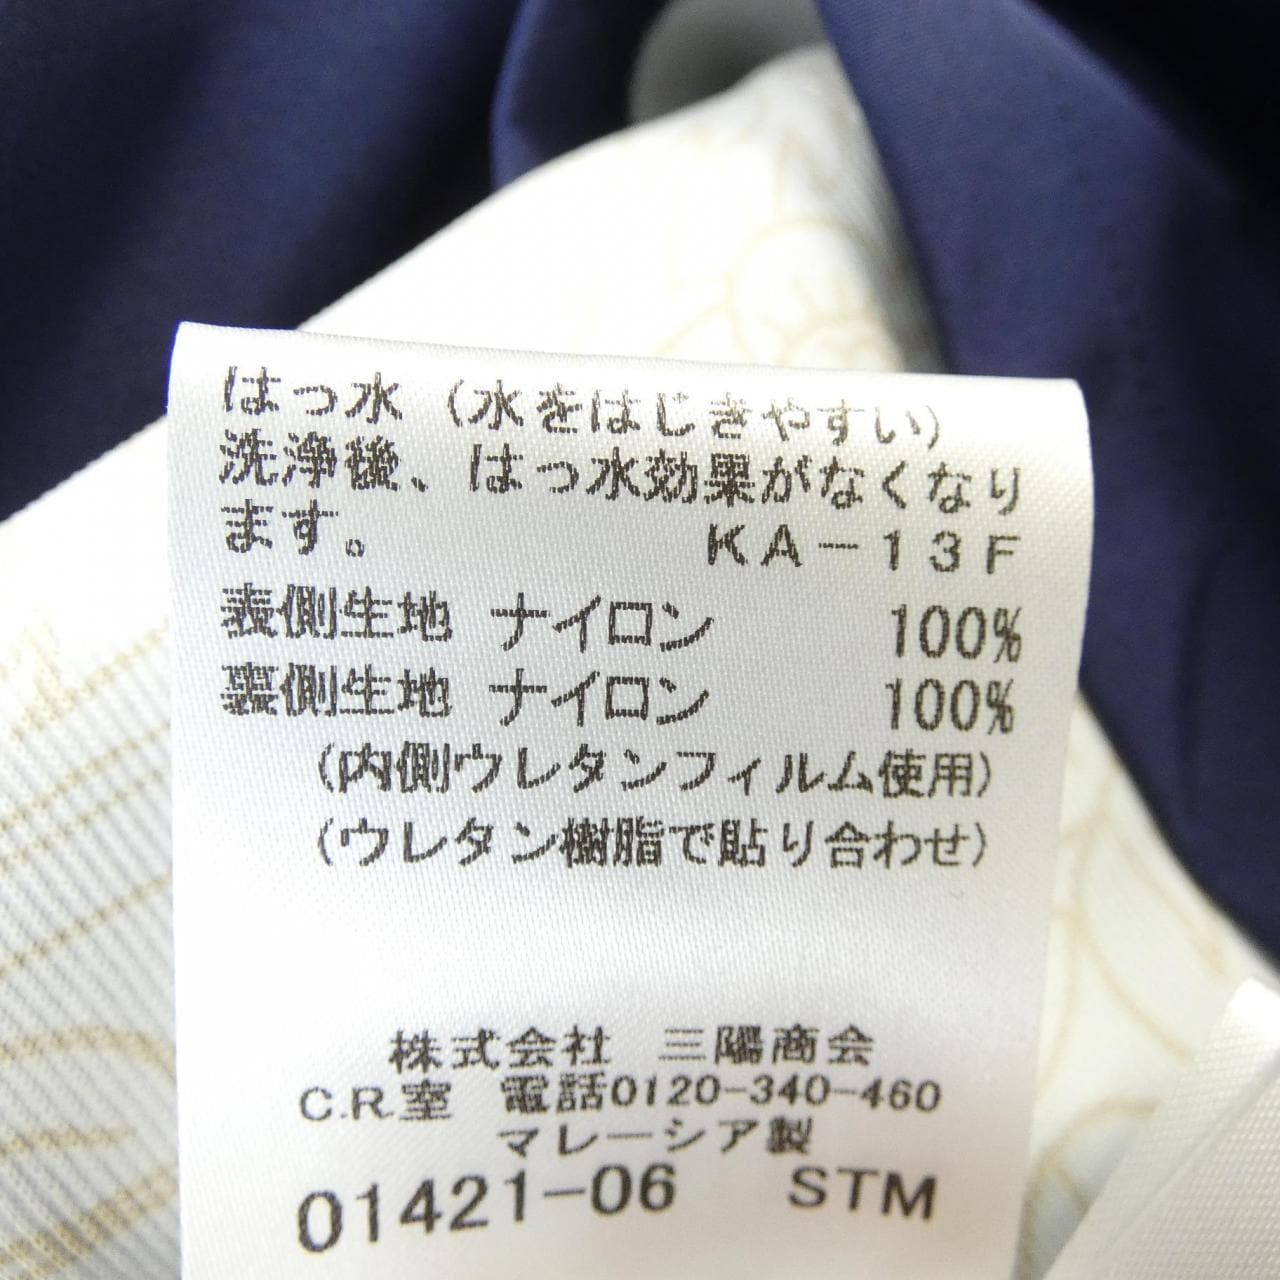 はっ水（水をはじきやすい）
洗浄後、はっ水効果がなくなり
ます。 KA－13F
表側生地 ナイロン 100%
裏側生地 ナイロン 100%
（内側ウレタンフィルム使用）
（ウレタン樹脂で貼り合わせ）
株式会社 三陽商会
C.R.室 電話0120-340-460
マレーシア製
01421-06 STM